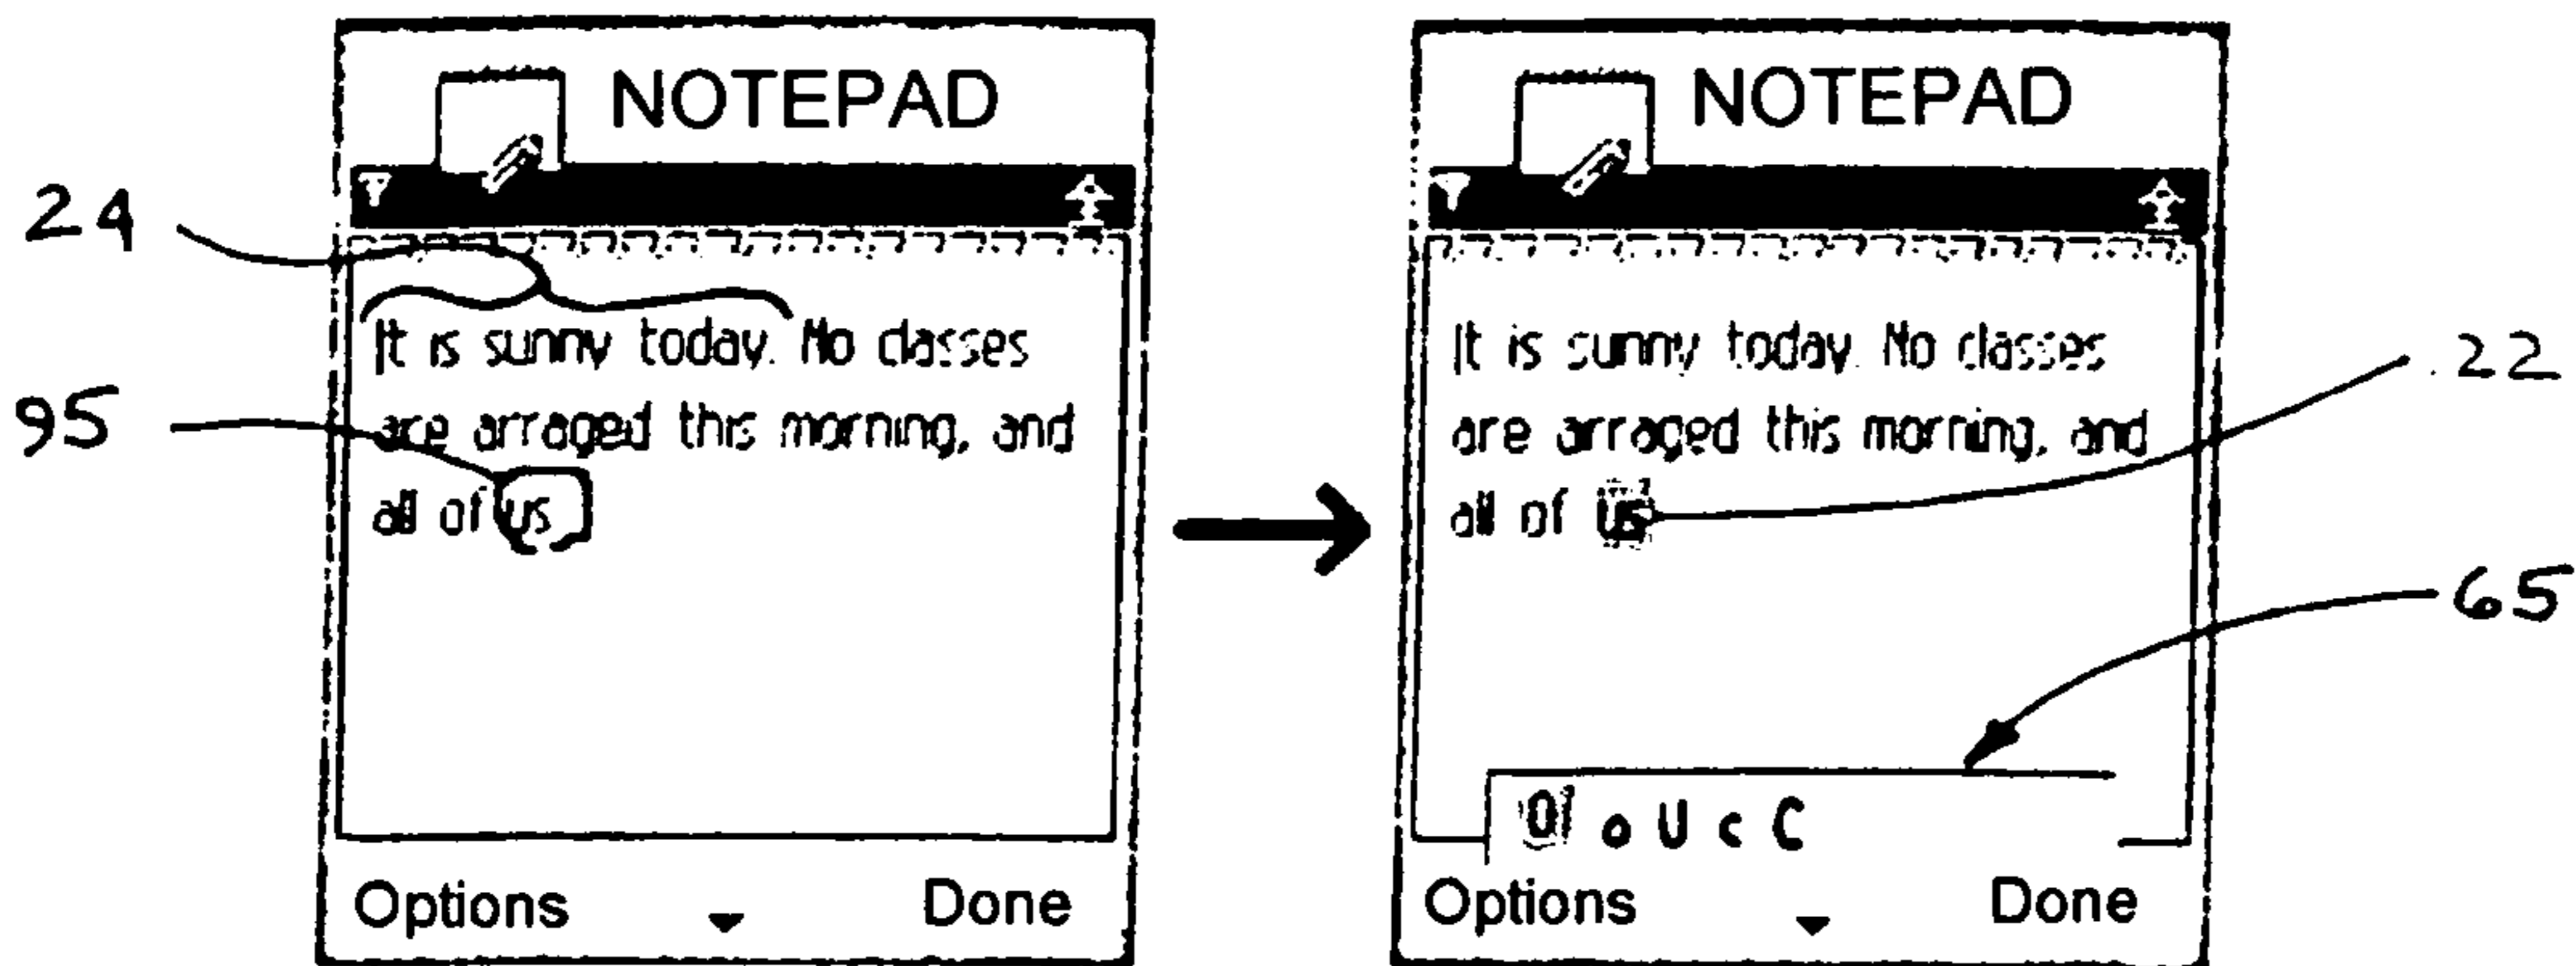 NOTEPAD
24
It is sunny today. No classes
95
are arraged this morning, and
all of us
Options Done
NOTEPAD
It is sunny today. No classes
22
are arraged this morning, and
all of us
65
o U c C
Options Done